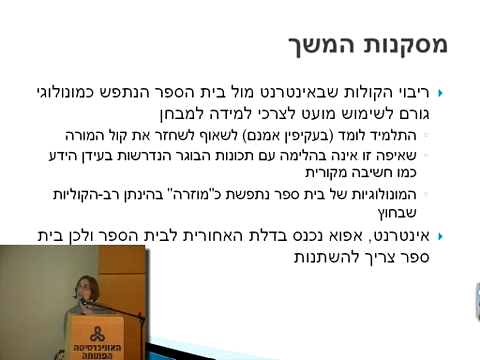 מסקנות המשך
ריבוי הקולות שבאינטרנט מול בית הספר הנתפש כמונולוגי
גורם לשימוש מועט לצרכי למידה למבחן
התלמיד לומד (בעקיפין אמנם) לשאוף לשחזר את קול המורה
שאיפה זו אינה בהלימה עם תכונות הבוגר הנדרשות בעידן הידע
כמו חשיבה מקורית
המונולוגיות של בית ספר נתפשת כ"מוזרה" בהינתן רב-הקוליות
שבחוץ
אינטרנט, אפוא נכנס בדלת האחורית לבית הספר ולכן בית
ספר צריך להשתנות
האוניברסיטה
הפתוחה